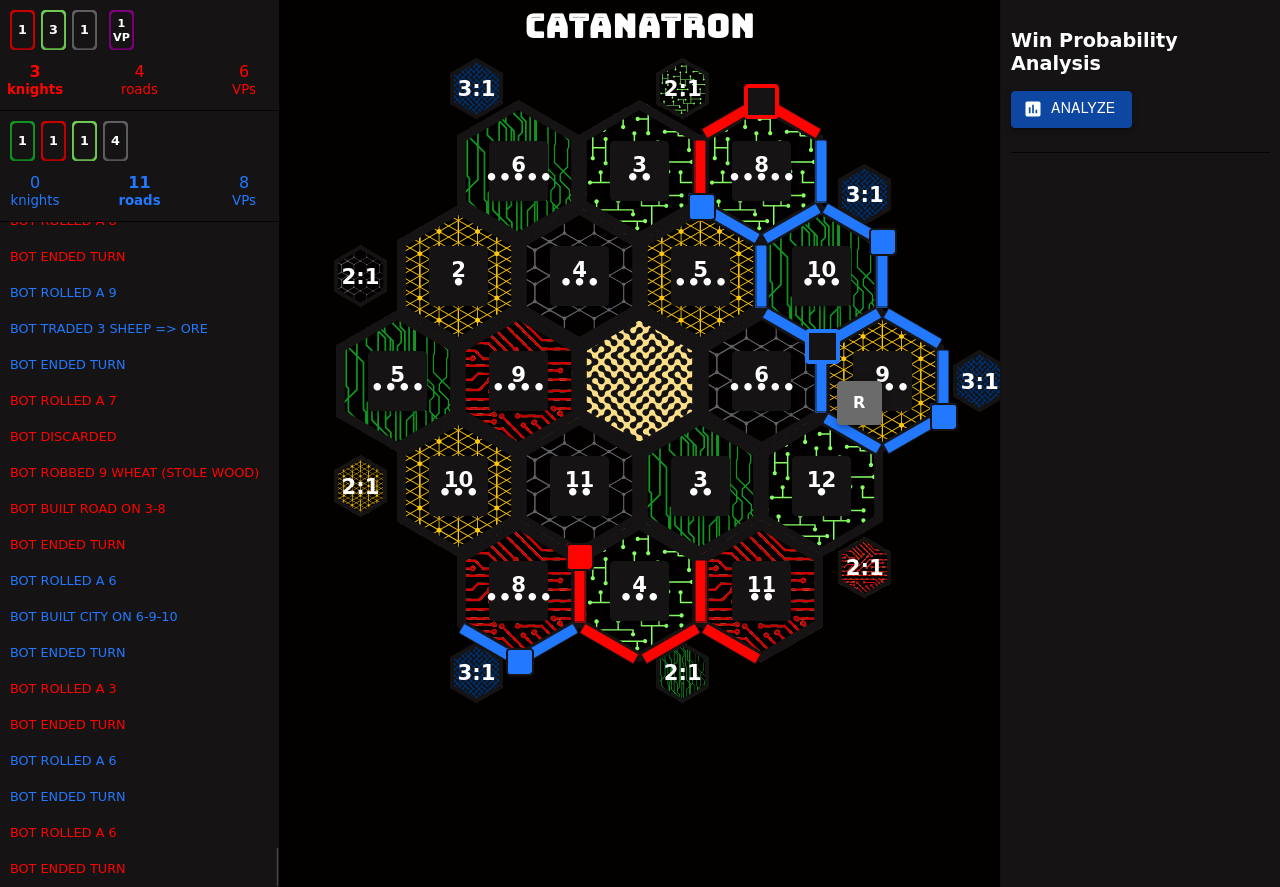 1 3 1 1 VP
3 knights 4 roads 6 VPs
1 1 1 4
0 knights 11 roads 8 VPs
BOT ENDED TURN
BOT ROLLED A 9
BOT TRADED 3 SHEEP => ORE
BOT ENDED TURN
BOT ROLLED A 7
BOT DISCARDED
BOT ROBBED 9 WHEAT (STOLE WOOD)
BOT BUILT ROAD ON 3-8
BOT ENDED TURN
BOT ROLLED A 6
BOT BUILT CITY ON 6-9-10
BOT ENDED TURN
BOT ROLLED A 3
BOT ENDED TURN
BOT ROLLED A 6
BOT ENDED TURN
BOT ROLLED A 6
BOT ENDED TURN
CATANATRON
3:1 2:1
6 3 8
3:1
2:1 2 4 5 10
5 9 6 9 3:1
R
2:1 10 11 3 12
8 4 11 2:1
3:1 2:1
Win Probability
Analysis
ANALYZE